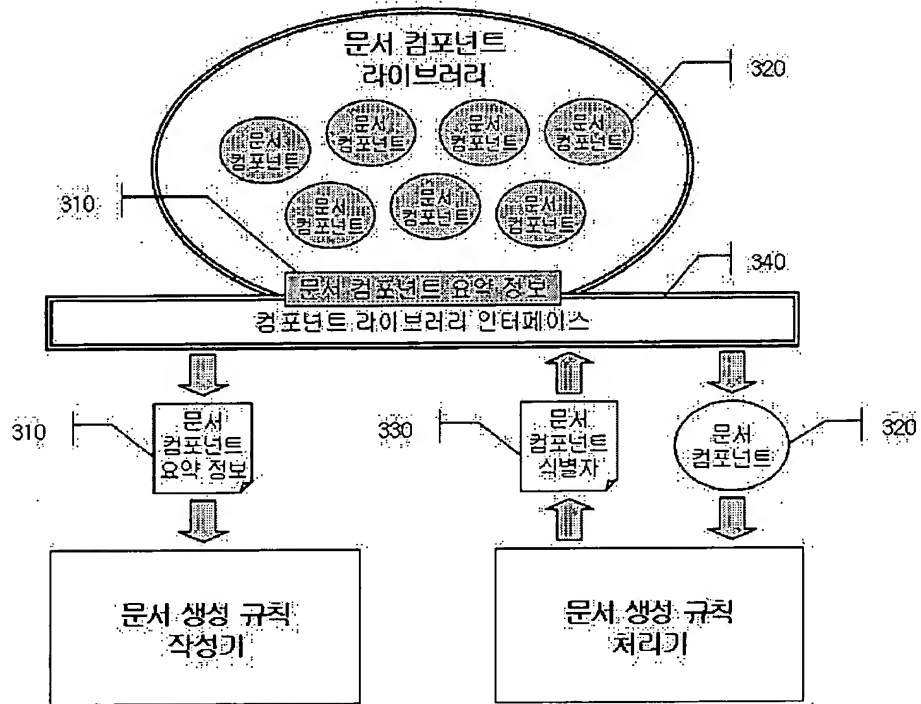 문서 컴포넌트
라이브러리
320
문서
컴포넌트
문서
컴포넌트
문서
컴포넌트
문서
컴포넌트
310
문서
컴포넌트
문서
컴포넌트
문서
컴포넌트
340
문서 컴포넌트 요약 정보
컴포넌트 라이브러리 인터페이스
310
문서
컴포넌트
요약 정보
330
문서
컴포넌트
식별자
문서
컴포넌트
320
문서 생성 규칙
작성기
문서 생성 규칙
처리기